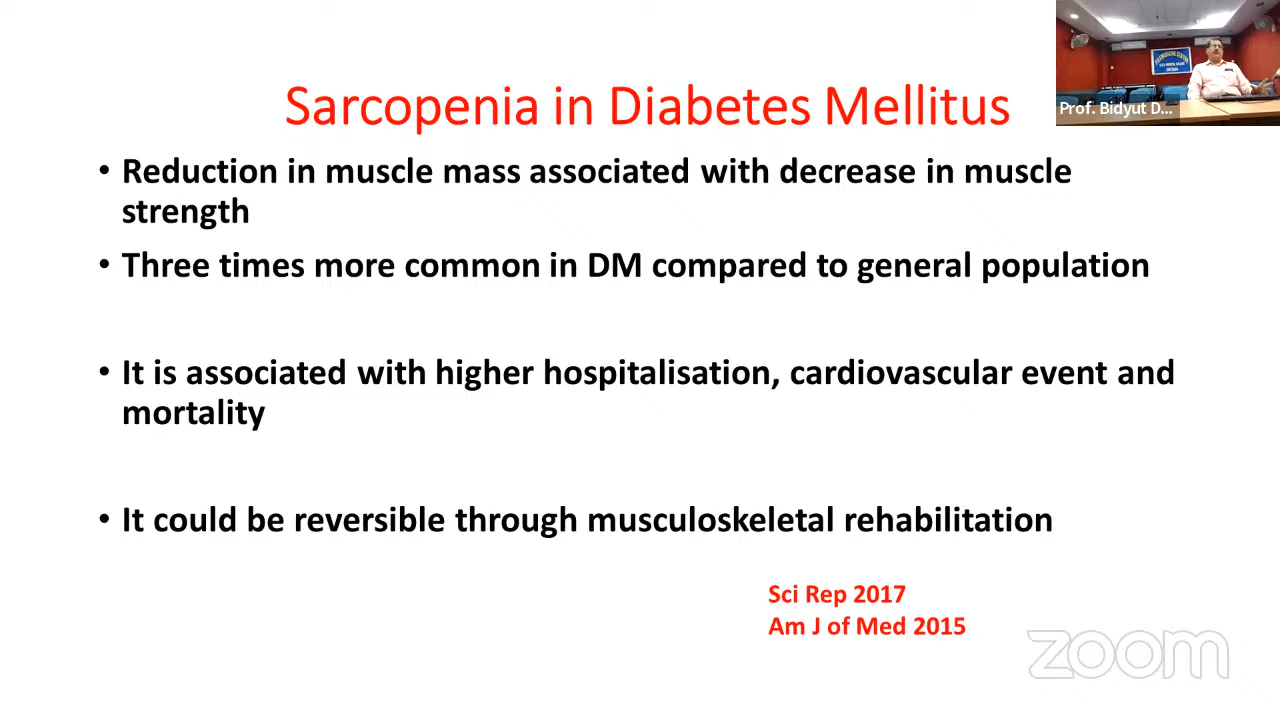 Sarcopenia in Diabetes Mellitus
• Reduction in muscle mass associated with decrease in muscle
strength
• Three times more common in DM compared to general population
• It is associated with higher hospitalisation, cardiovascular event and
mortality
• It could be reversible through musculoskeletal rehabilitation
Sci Rep 2017
Am J of Med 2015
Prof. Bidyut D...
zoom